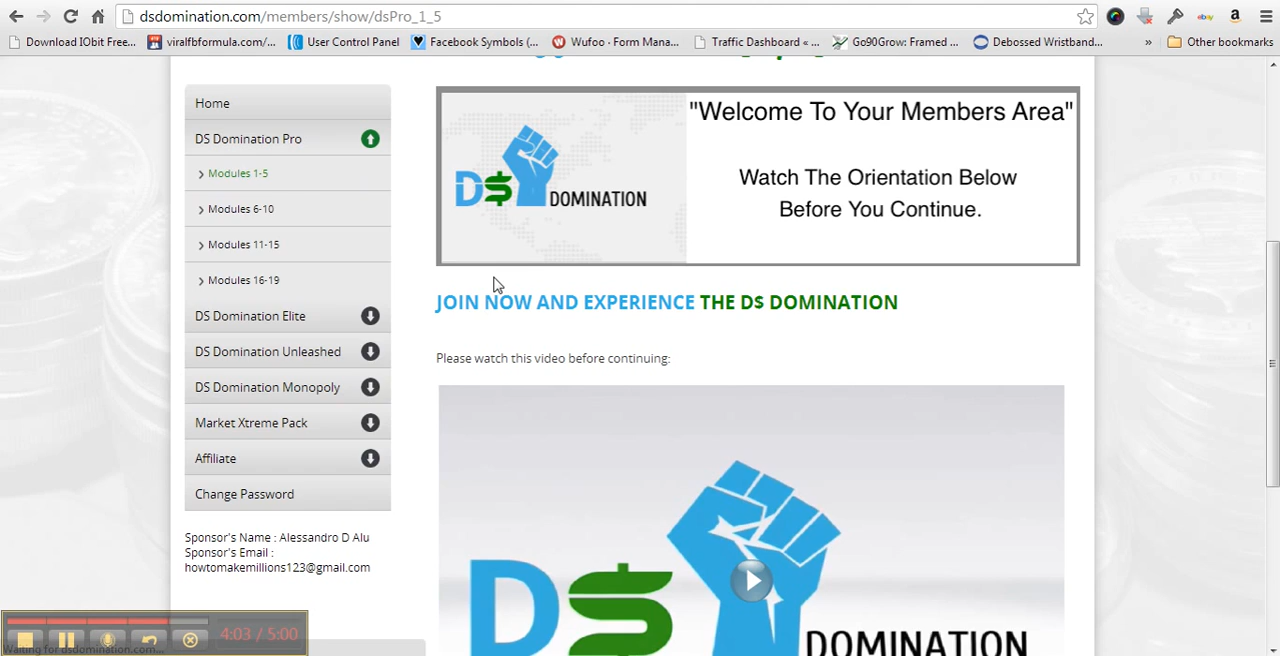 dsdomination.com/members/show/dsPro_1_5
Download IObit Free...
viralfbformula.com/...
User Control Panel
Facebook Symbols (...
Wufoo - Form Mana...
Traffic Dashboard « ...
Go90Grow: Framed ...
Debossed Wristband...
»
Other bookmarks
Home
DS Domination Pro
Modules 1-5
Modules 6-10
Modules 11-15
Modules 16-19
DS Domination Elite
DS Domination Unleashed
DS Domination Monopoly
Market Xtreme Pack
Affiliate
Change Password
Sponsor's Name : Alessandro D Alu
Sponsor's Email :
howtomakemillions123@gmail.com
D$ DOMINATION
"Welcome To Your Members Area"
Watch The Orientation Below
Before You Continue.
JOIN NOW AND EXPERIENCE THE D$ DOMINATION
Please watch this video before continuing:
D$ DOMINATION
4:03 / 5:00
Waiting for dsdomination.com...